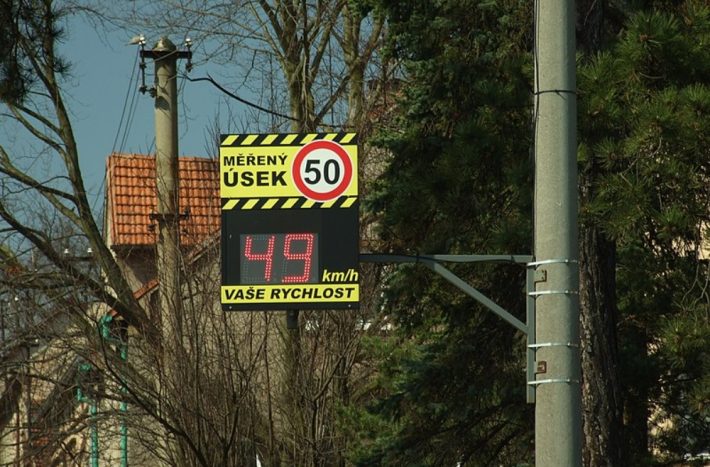 MĚŘENÝ
ÚSEK
50
49
km/h
VAŠE RYCHLOST